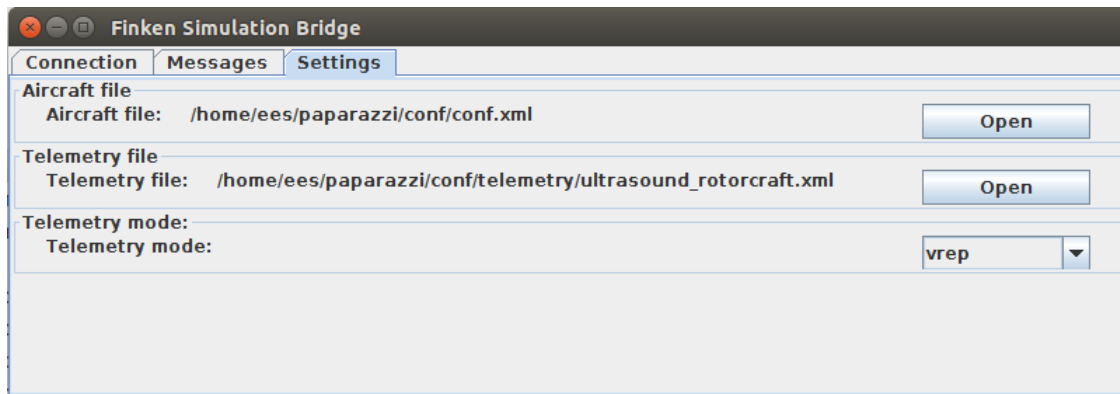 Finken Simulation Bridge
Connection Messages Settings
Aircraft file
Aircraft file: /home/ees/paparazzi/conf/conf.xml Open
Telemetry file
Telemetry file: /home/ees/paparazzi/conf/telemetry/ultrasound_rotorcraft.xml Open
Telemetry mode:
Telemetry mode: vrep